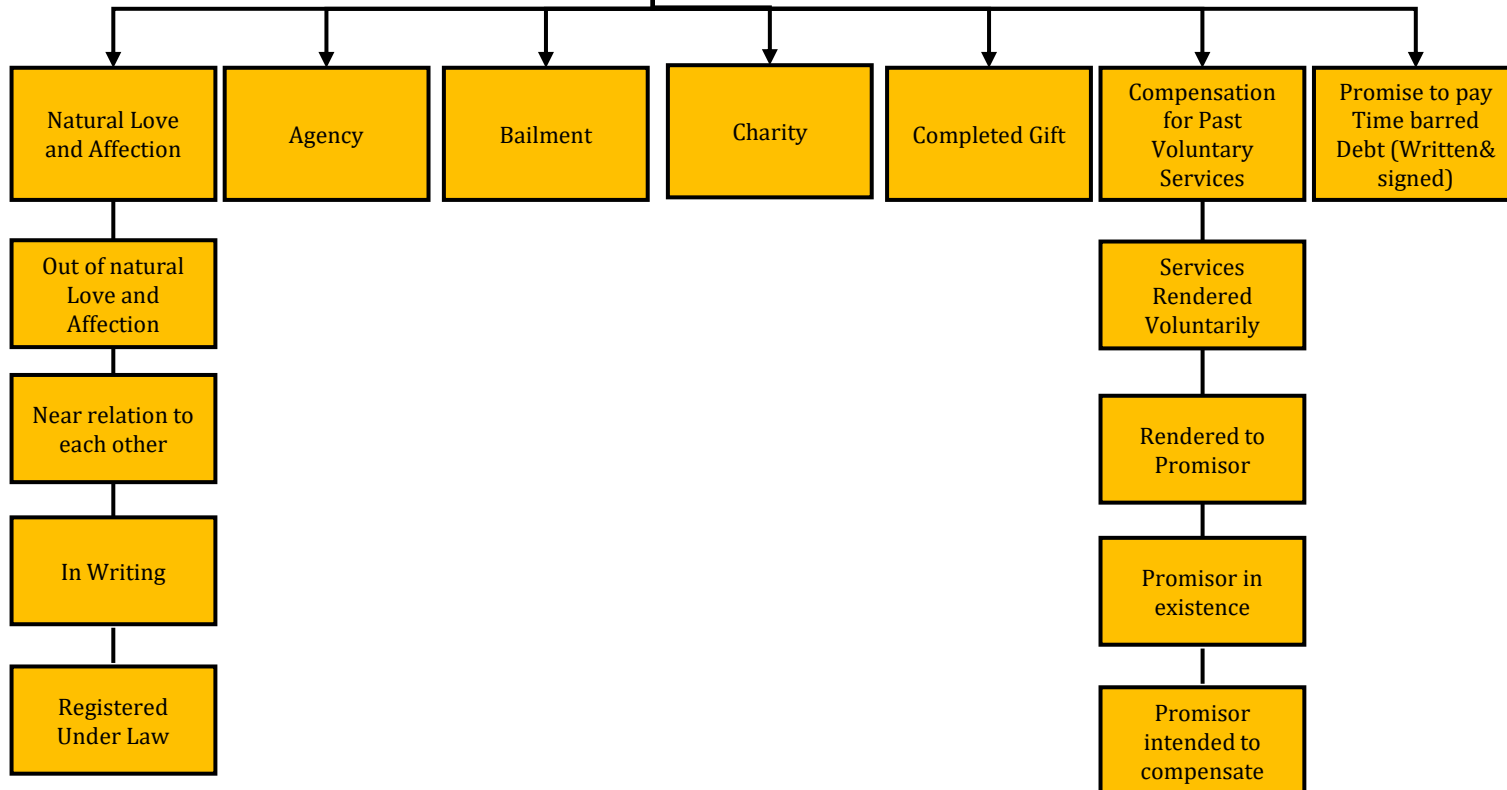 Natural Love
and Affection
Agency
Bailment
Charity
Completed Gift
Compensation
for Past
Voluntary
Services
Promise to pay
Time barred
Debt (Written&
signed)
Out of natural
Love and
Affection
Near relation to
each other
In Writing
Registered
Under Law
Services
Rendered
Voluntarily
Rendered to
Promisor
Promisor in
existence
Promisor
intended to
compensate